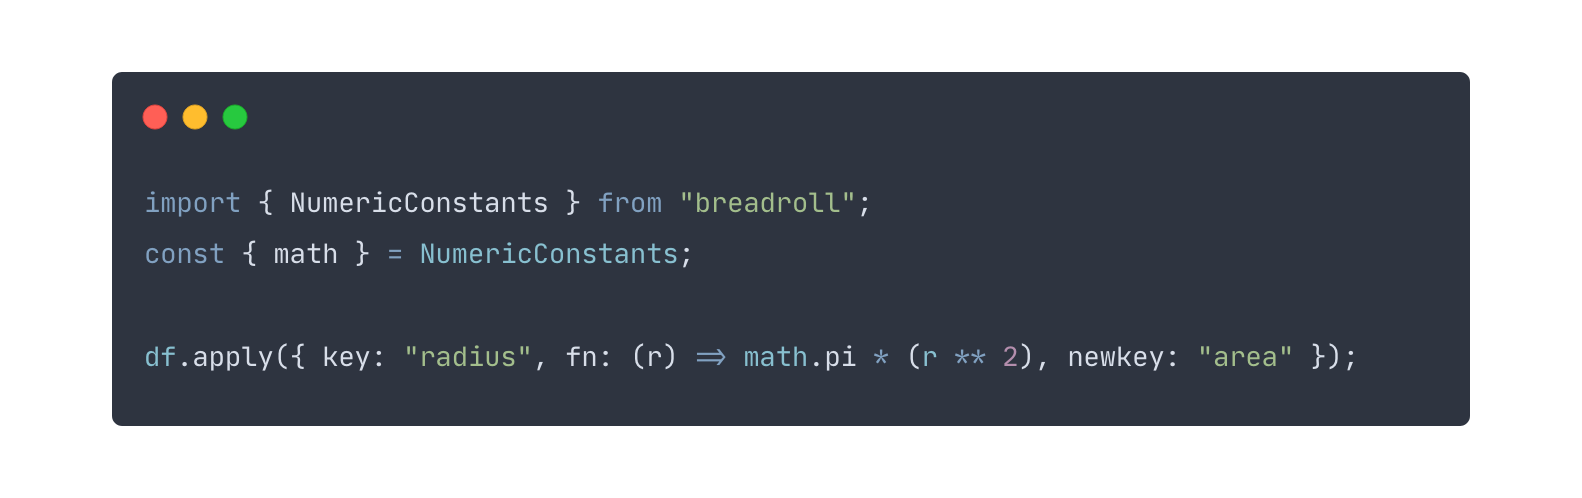 import { NumericConstants } from "breadroll";
const { math } = NumericConstants;
df.apply({ key: "radius", fn: (r) => math.pi * (r ** 2), newkey: "area" });